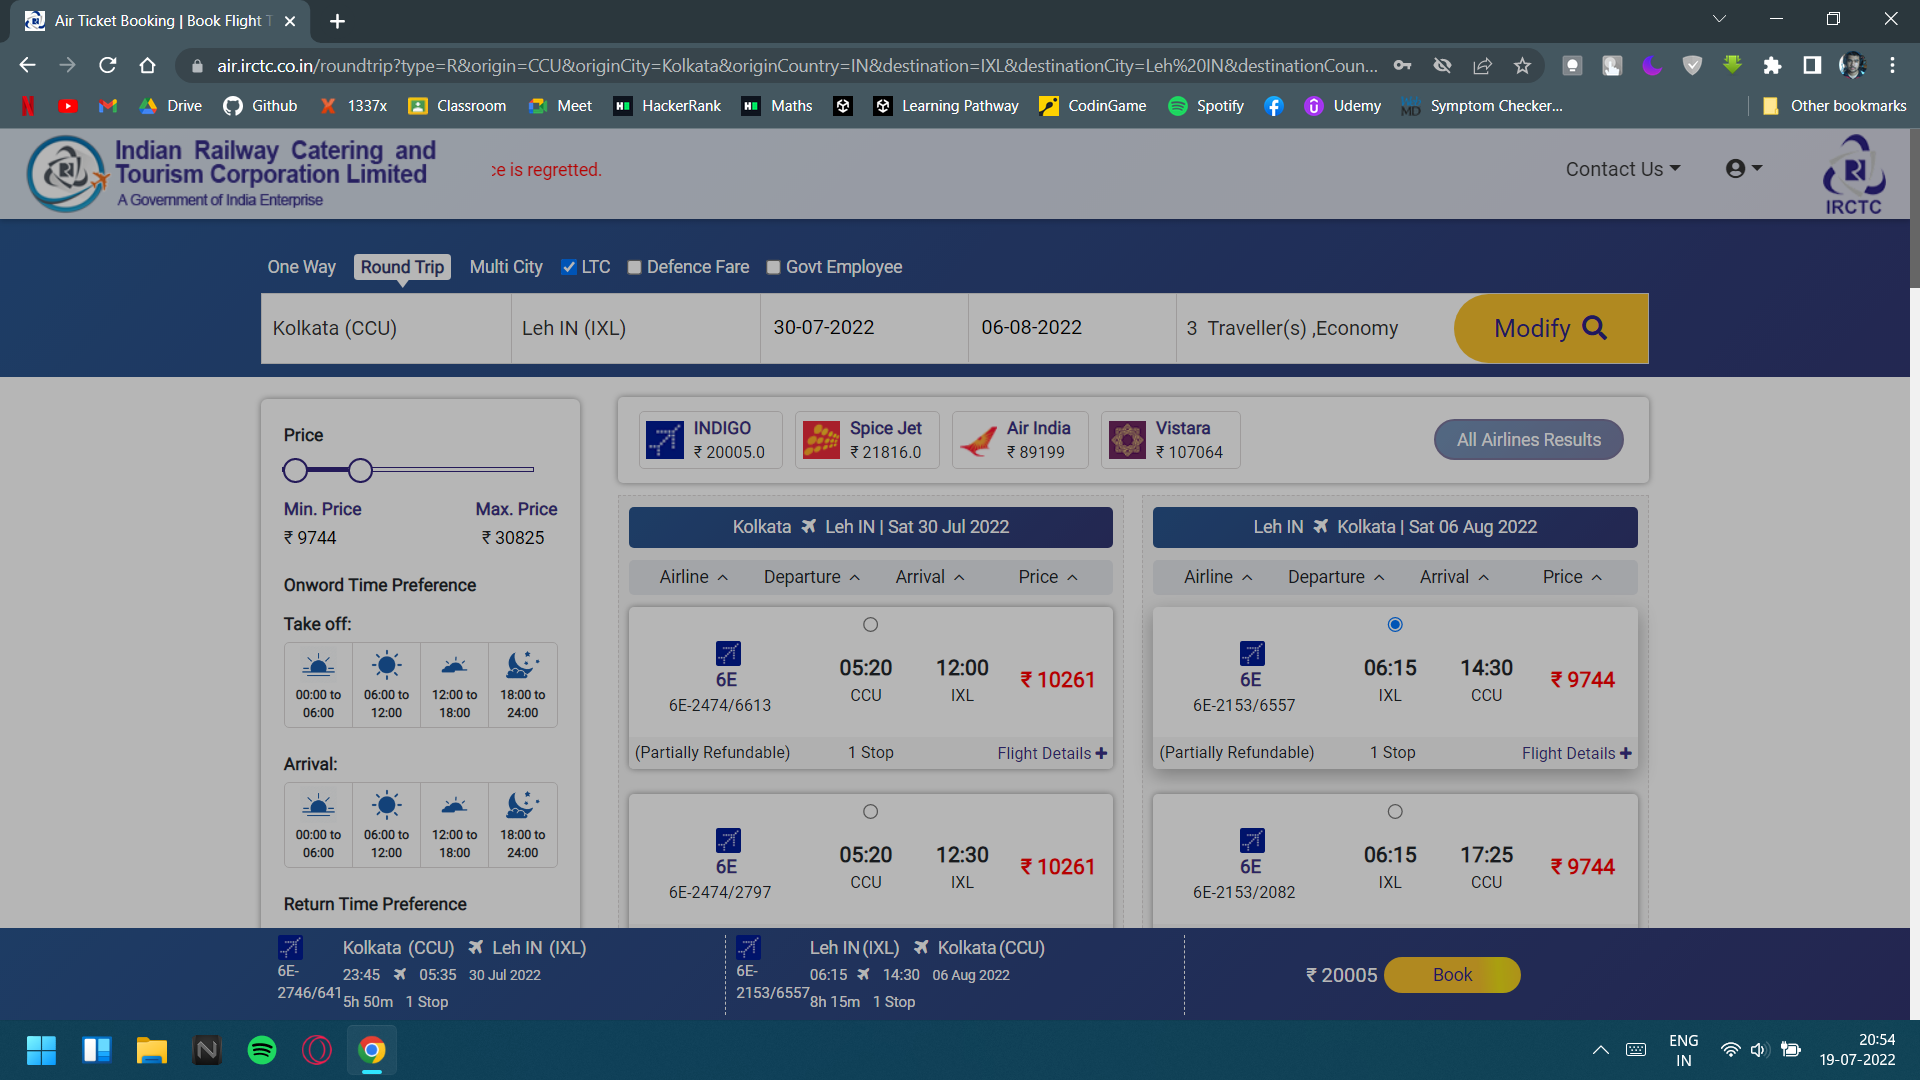 Air Ticket Booking | Book Flight T
air.irctc.co.in/roundtrip?type=R&origin=CCU&originCity=Kolkata&originCountry=IN&destination=IXL&destinationCity=Leh%20IN&destinationCoun...
Drive Github 1337x Classroom Meet HackerRank Maths Learning Pathway CodinGame Spotify Udemy MD Symptom Checker... Other bookmarks
Indian Railway Catering and
Tourism Corporation Limited
A Government of India Enterprise
ce is regretted.
Contact Us
IRCTC
One Way Round Trip Multi City LTC Defence Fare Govt Employee
Kolkata (CCU) Leh IN (IXL) 30-07-2022 06-08-2022 3 Traveller(s) ,Economy Modify
INDIGO
₹ 20005.0
Spice Jet
₹ 21816.0
Air India
₹ 89199
Vistara
₹ 107064
All Airlines Results
Price
Min. Price Max. Price
₹ 9744 ₹ 30825
Onword Time Preference
Take off:
00:00 to 06:00 to 12:00 to 18:00 to
06:00 12:00 18:00 24:00
Arrival:
00:00 to 06:00 to 12:00 to 18:00 to
06:00 12:00 18:00 24:00
Return Time Preference
Kolkata Leh IN | Sat 30 Jul 2022
Airline Departure Arrival Price
6E
6E-2474/6613
05:20 12:00 ₹ 10261
CCU IXL
(Partially Refundable) 1 Stop Flight Details
6E
6E-2474/2797
05:20 12:30 ₹ 10261
CCU IXL
Leh IN Kolkata | Sat 06 Aug 2022
Airline Departure Arrival Price
6E
6E-2153/6557
06:15 14:30 ₹ 9744
IXL CCU
(Partially Refundable) 1 Stop Flight Details
6E
6E-2153/2082
06:15 17:25 ₹ 9744
IXL CCU
6E-
2746/641
Kolkata (CCU) Leh IN (IXL)
23:45 05:35 30 Jul 2022
5h 50m 1 Stop
6E-
2153/6557
Leh IN(IXL) Kolkata(CCU)
06:15 14:30 06 Aug 2022
8h 15m 1 Stop
₹ 20005 Book
ENG
IN
20:54
19-07-2022